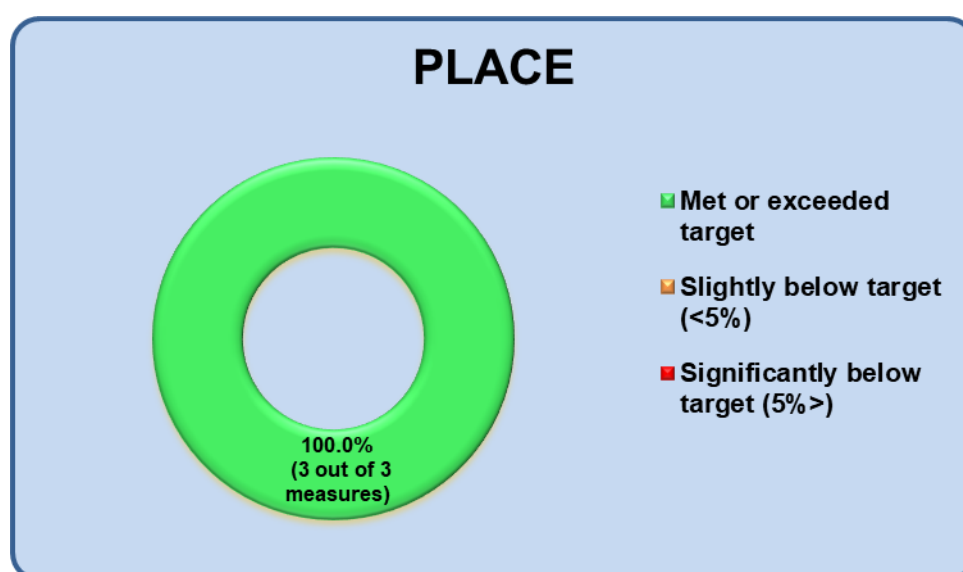 PLACE
Met or exceeded
target
Slightly below target
(<5%)
Significantly below
target (5%>)
100.0%
(3 out of 3
measures)